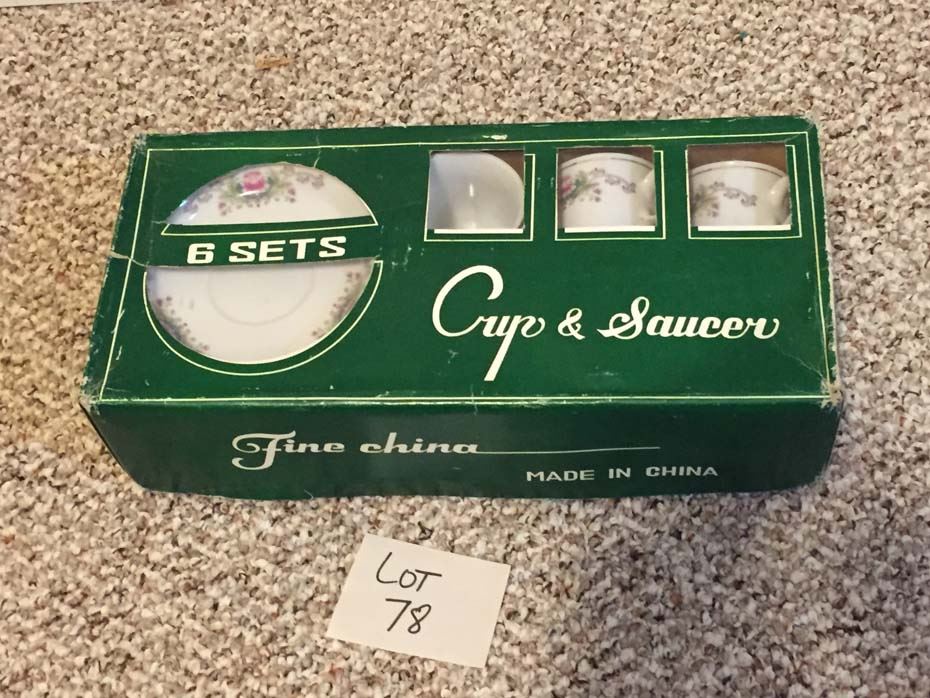 6 SETS
Cup & Saucer
Fine china
MADE IN CHINA
LOT
78